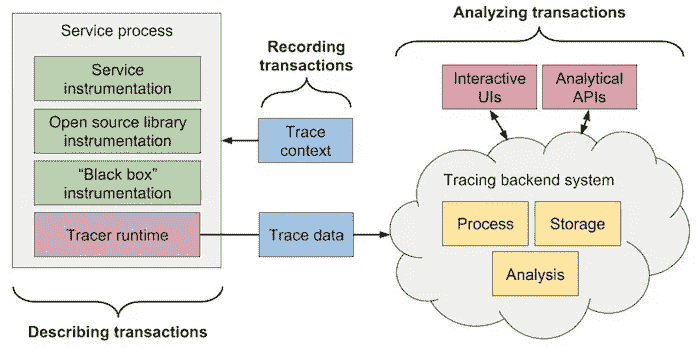 Service process
Service
instrumentation
Open source library
instrumentation
“Black box”
instrumentation
Tracer runtime
Describing transactions
Recording
transactions
Trace
context
Trace data
Analyzing transactions
Interactive
UIs
Analytical
APIs
Tracing backend system
Process
Storage
Analysis